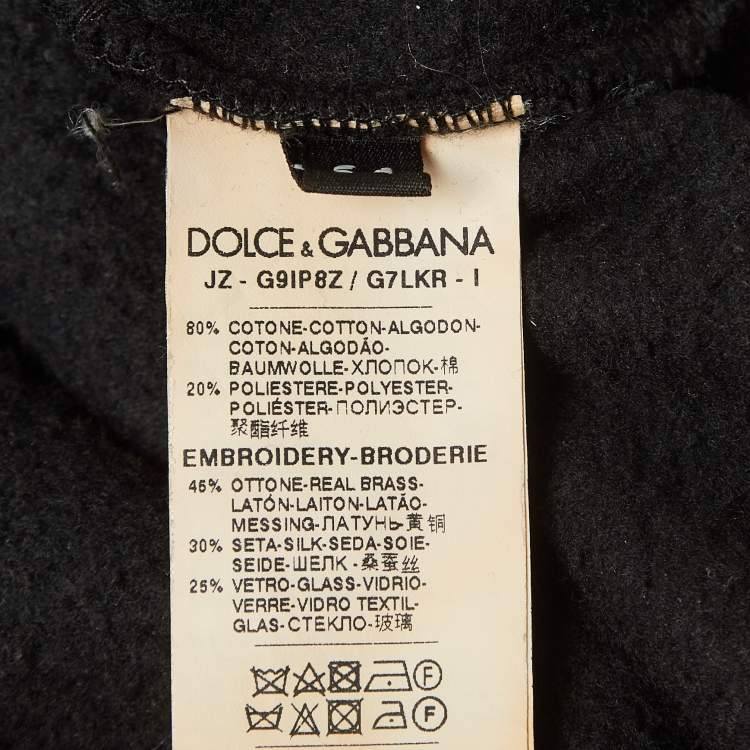 DOLCE & GABBANA
JZ - G9IP8Z / G7LKR - I
80% COTONE-COTTON-ALGODON-
COTON-ALGODÃO-
BAUMWOLLE-ХЛОПОК-棉
20% POLIESTERE-POLYESTER-
POLIÉSTER-ПОЛИЭСТЕР-
聚酯纤维
EMBROIDERY-BRODERIE
45% OTTONE-REAL BRASS-
LATÓN-LAITON-LATÃO-
MESSING-ЛАТУНЬ-黄铜
30% SETA-SILK-SEDA-SOIE-
SEIDE-ШЕЛК -桑蚕丝
25% VETRO-GLASS-VIDRIO-
VERRE-VIDRO TEXTIL-
GLAS-СТЕКЛО-玻璃
F
F